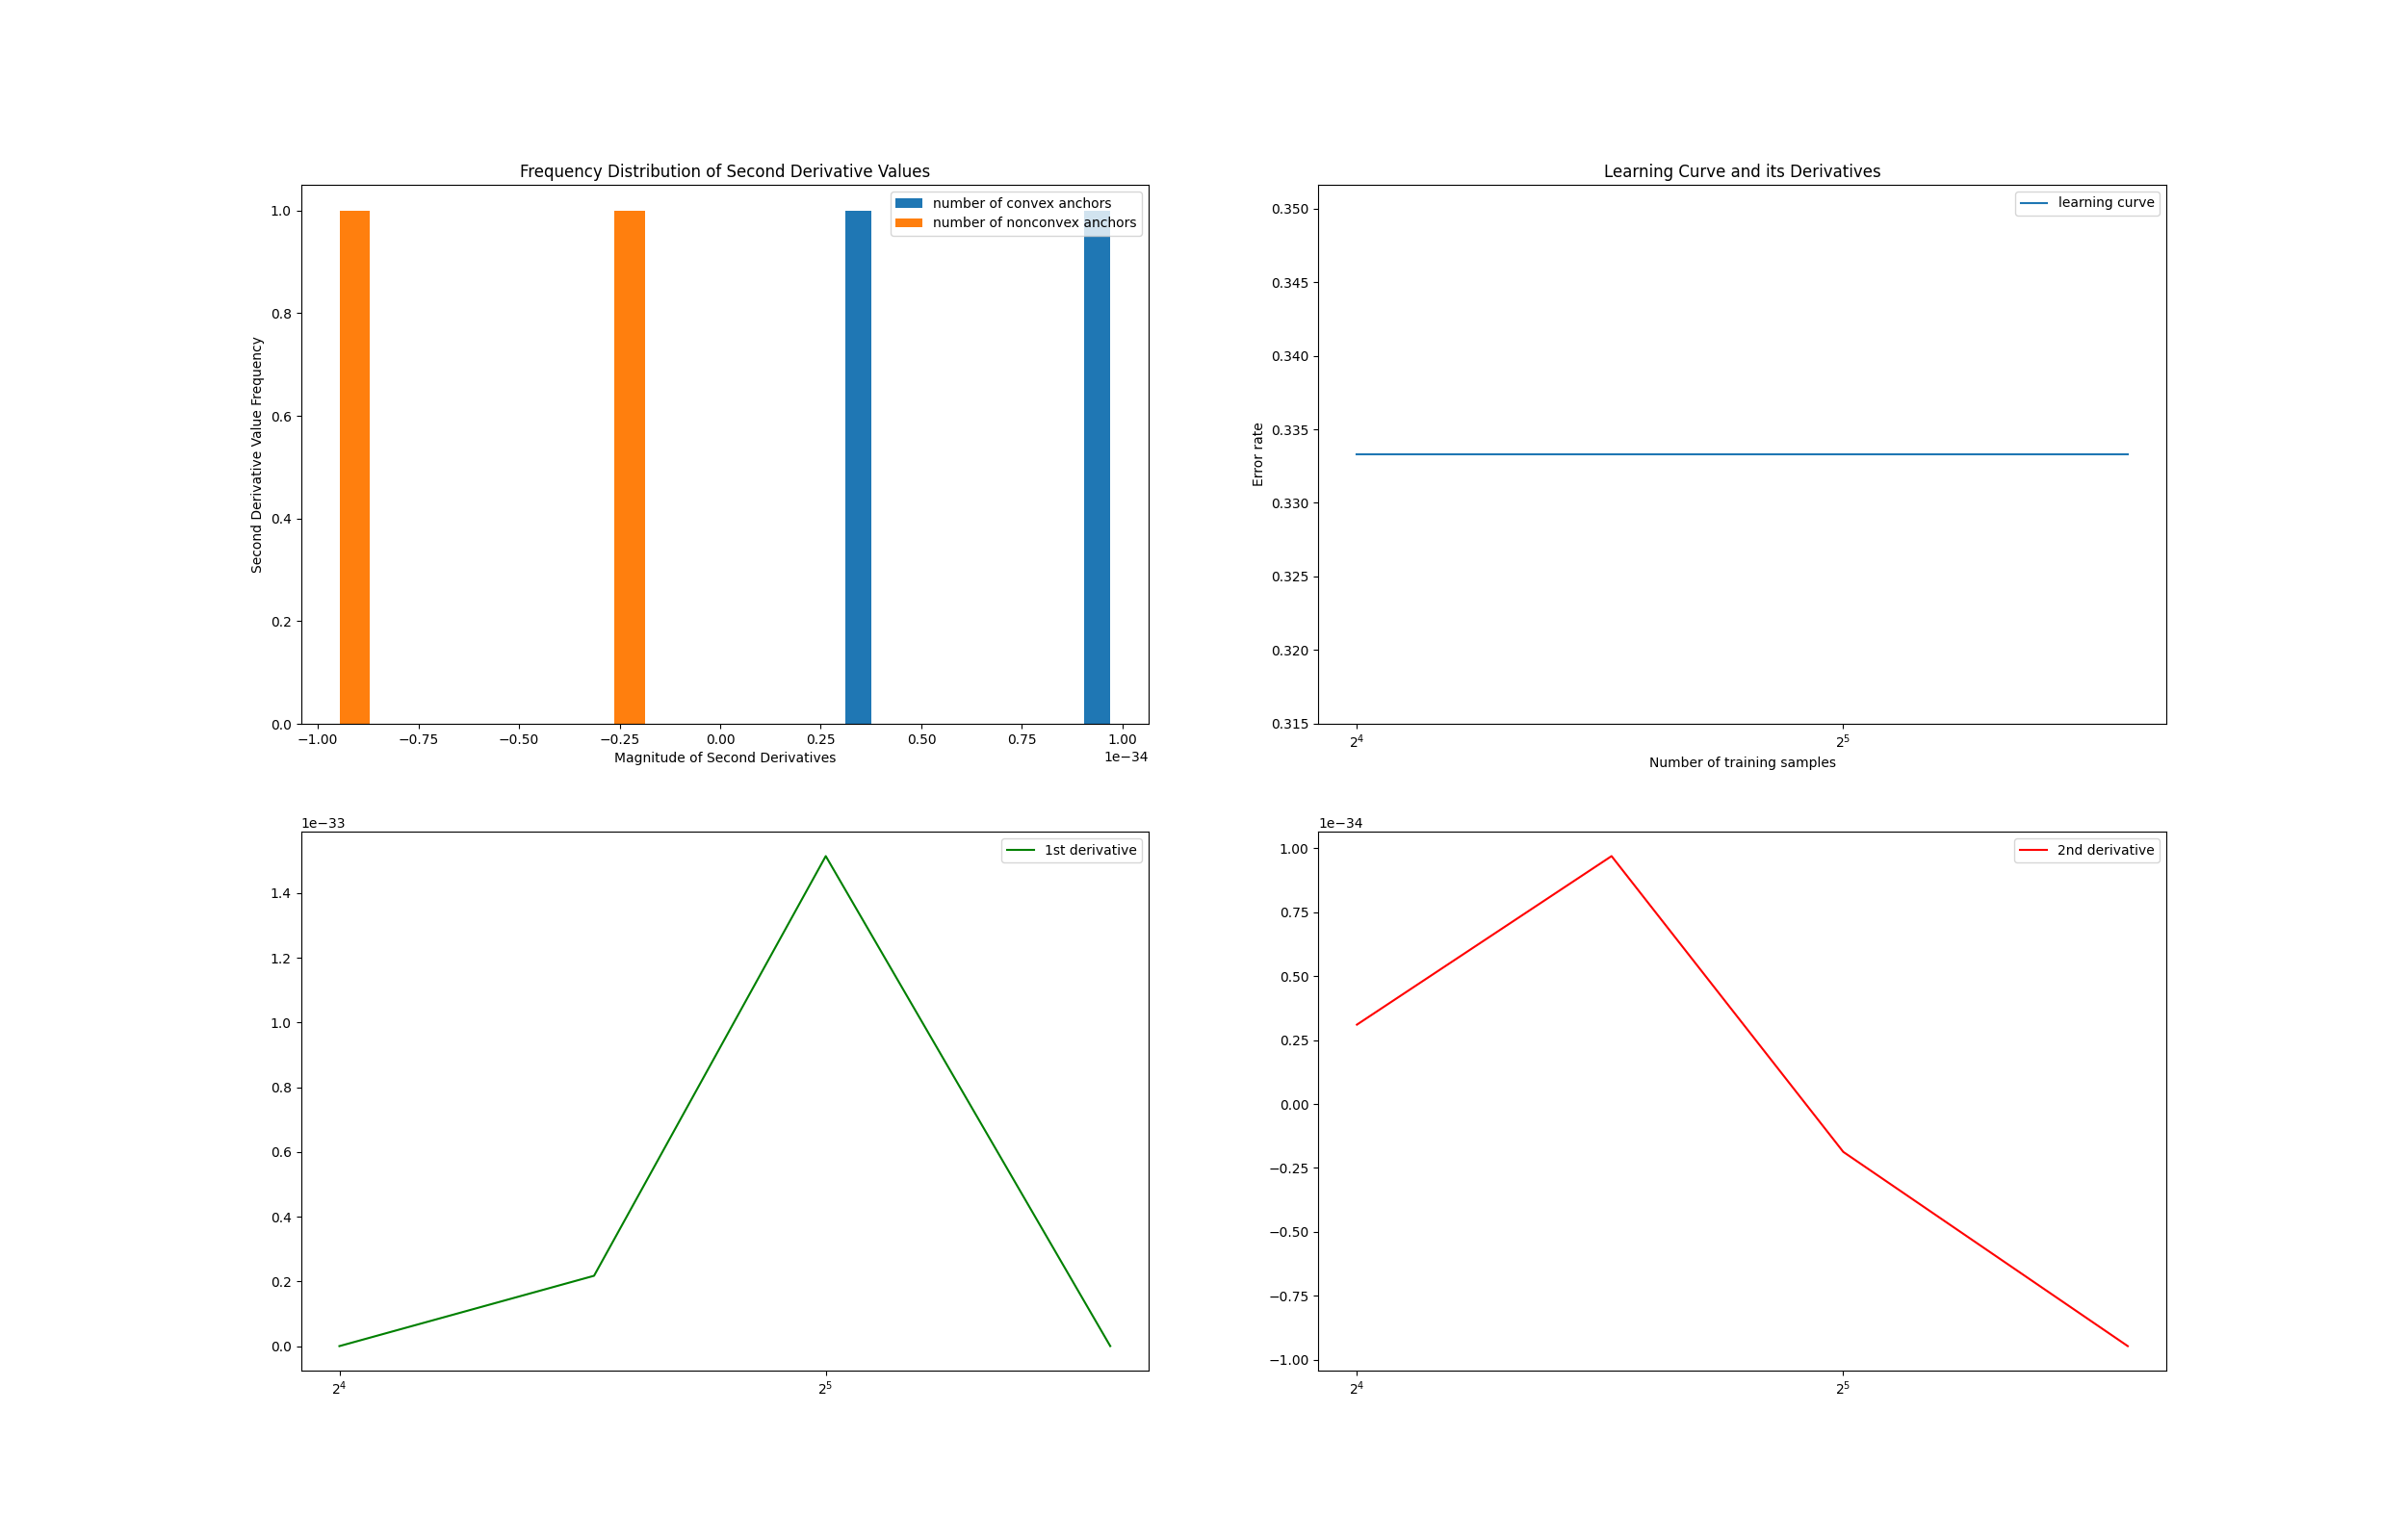 Frequency Distribution of Second Derivative Values
number of convex anchors
number of nonconvex anchors
Second Derivative Value Frequency
1.0
0.8
0.6
0.4
0.2
0.0
−1.00 −0.75 −0.50 −0.25 0.00 0.25 0.50 0.75 1.00
1e−34
Magnitude of Second Derivatives
Learning Curve and its Derivatives
learning curve
Error rate
0.350
0.345
0.340
0.335
0.330
0.325
0.320
0.315
2⁴ 2⁵
Number of training samples
1e−33
1st derivative
1.4
1.2
1.0
0.8
0.6
0.4
0.2
0.0
2⁴ 2⁵
1e−34
2nd derivative
1.00
0.75
0.50
0.25
0.00
−0.25
−0.50
−0.75
−1.00
2⁴ 2⁵